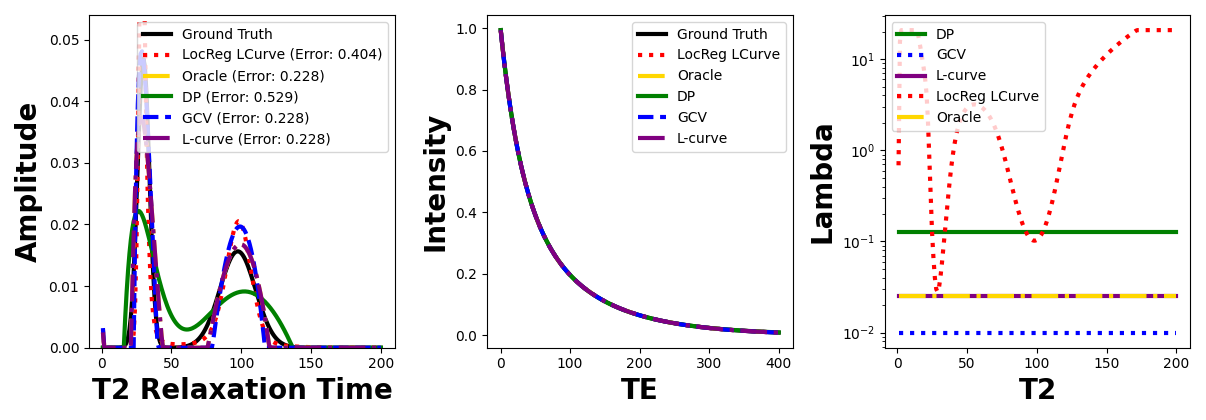 Amplitude
0.05
0.04
0.03
0.02
0.01
0.00
Ground Truth
LocReg LCurve (Error: 0.404)
Oracle (Error: 0.228)
DP (Error: 0.529)
GCV (Error: 0.228)
L-curve (Error: 0.228)
0 50 100 150 200
T2 Relaxation Time
Intensity
1.0
0.8
0.6
0.4
0.2
0.0
Ground Truth
LocReg LCurve
Oracle
DP
GCV
L-curve
0 100 200 300 400
TE
Lambda
10¹
10⁰
10⁻¹
10⁻²
DP
GCV
L-curve
LocReg LCurve
Oracle
0 50 100 150 200
T2